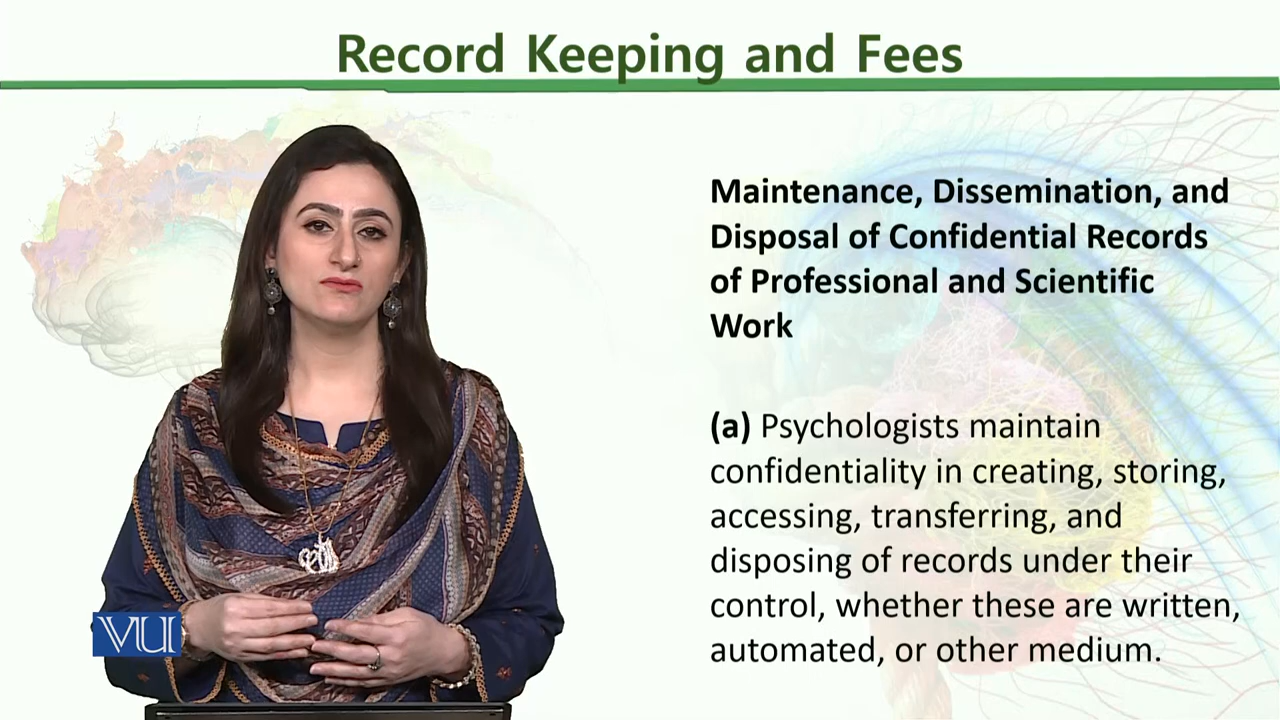 Record Keeping and Fees
Maintenance, Dissemination, and
Disposal of Confidential Records
of Professional and Scientific
Work
(a) Psychologists maintain
confidentiality in creating, storing,
accessing, transferring, and
disposing of records under their
control, whether these are written,
automated, or other medium.
VU
الله